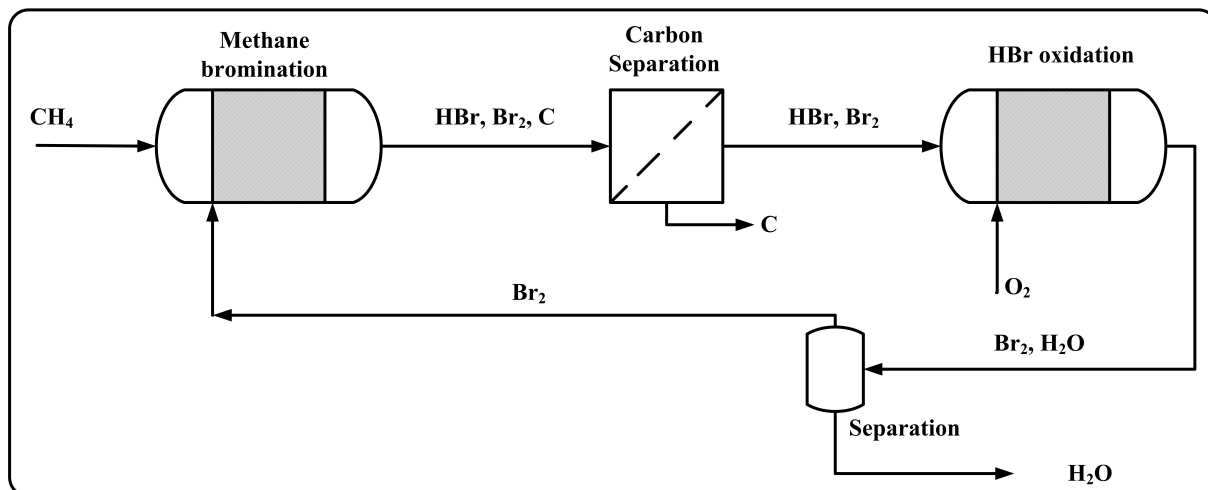 Methane
bromination
Carbon
Separation
HBr oxidation
CH₄
HBr, Br₂, C
HBr, Br₂
C
O₂
Br₂
Br₂, H₂O
Separation
H₂O